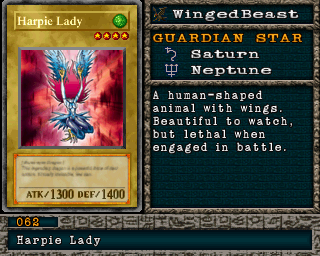 Harpie Lady
ATK/1300 DEF/1400
WingedBeast
GUARDIAN STAR
Saturn
Neptune
A human-shaped
animal with wings.
Beautiful to watch,
but lethal when
engaged in battle.
062
Harpie Lady